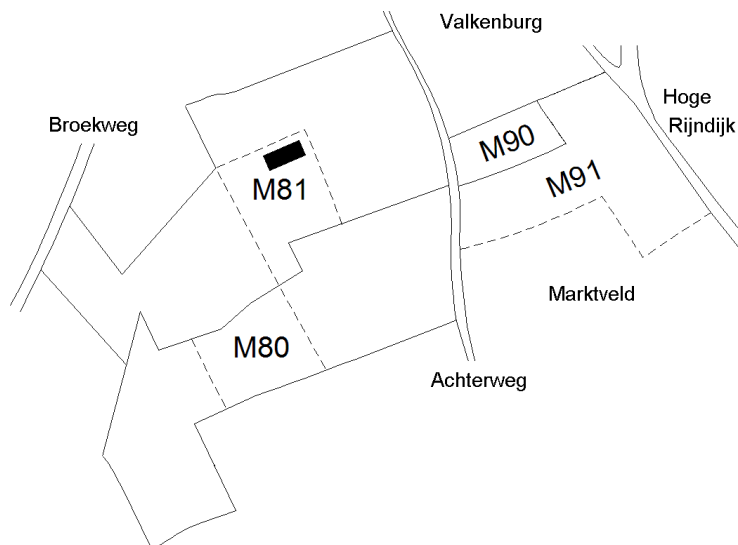 Valkenburg
Hoge
Rijndijk
Broekweg
M90
M91
M81
Marktveld
M80
Achterweg